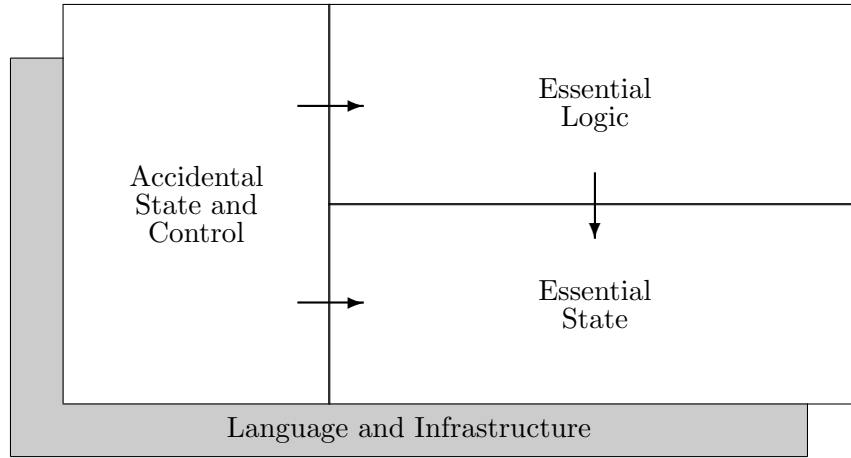 Essential
Logic
Accidental
State and
Control
Essential
State
Language and Infrastructure